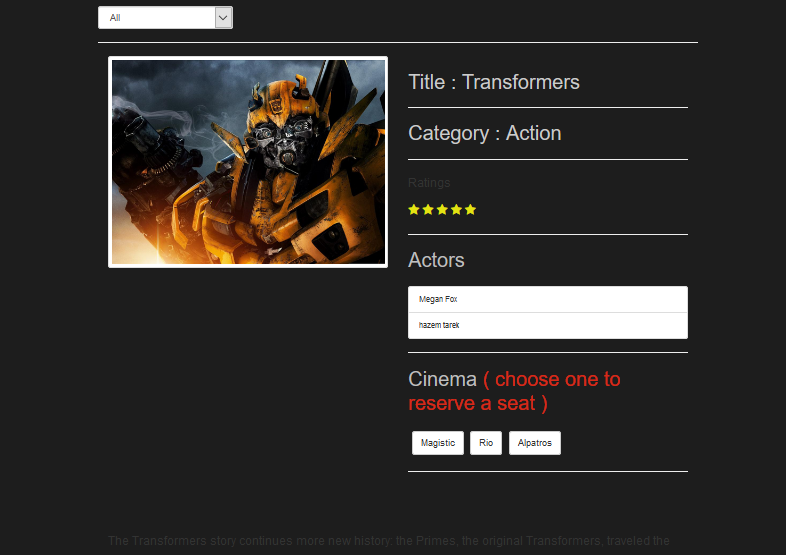 All
Title : Transformers
Category : Action
Ratings
Actors
Megan Fox
hazem tarek
Cinema ( choose one to
reserve a seat )
Magistic Rio Alpatros
The Transformers story continues more new history: the Primes, the original Transformers, traveled the